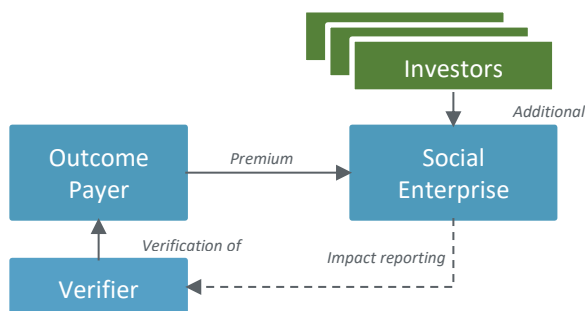 Investors
Additional
Outcome
Payer
Premium
Social
Enterprise
Verification of
Impact reporting
Verifier